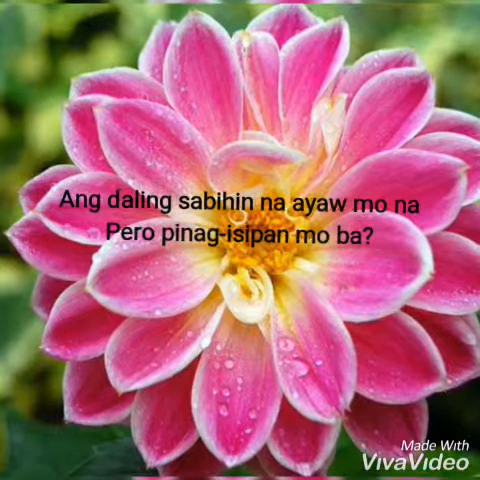 Ang daling sabihin na ayaw mo na
Pero pinag-isipan mo ba?
Made With
VivaVideo